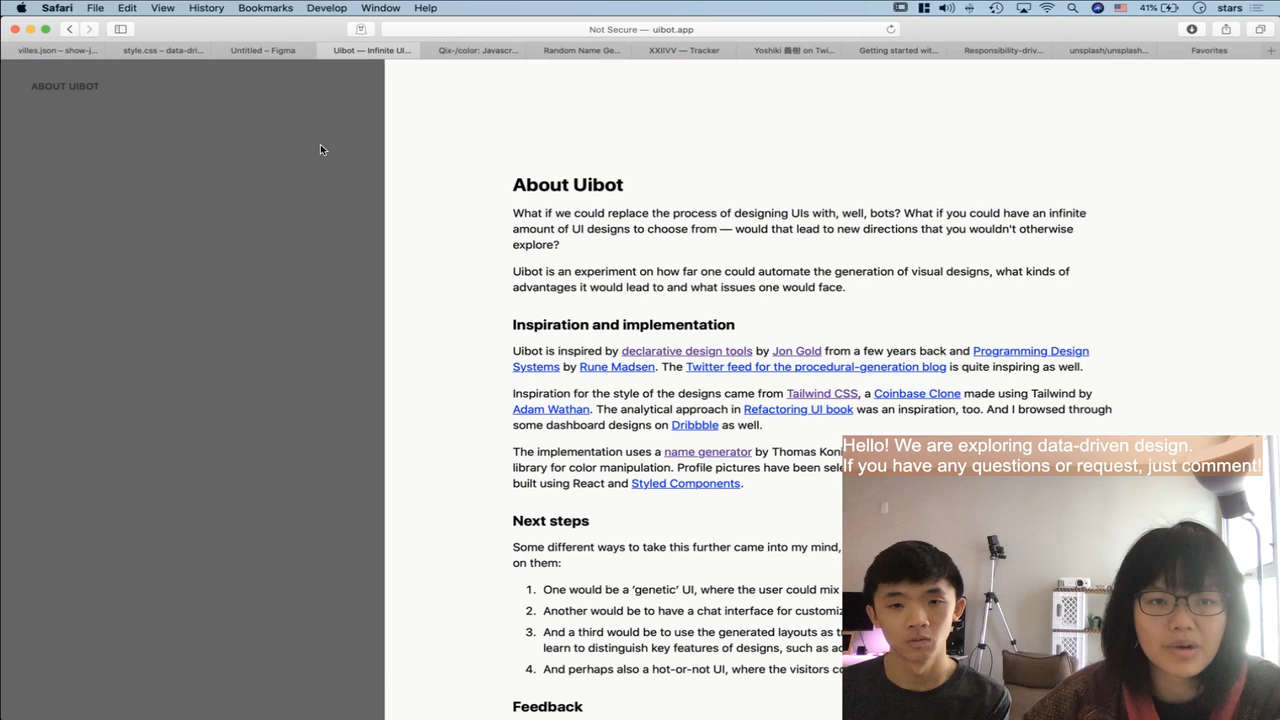 Safari File Edit View History Bookmarks Develop Window Help 41% stars
Not Secure — uibot.app
villes.json – show-j... style.css – data-dri... Untitled – Figma Uibot — Infinite UI... Qix-/color: Javascr... Random Name Ge... XXIIVV — Tracker Yoshiki 義樹 on Twi... Getting started wit... Responsibility-driv... unsplash/unsplash... Favorites
ABOUT UIBOT
About Uibot
What if we could replace the process of designing UIs with, well, bots? What if you could have an infinite
amount of UI designs to choose from — would that lead to new directions that you wouldn't otherwise
explore?
Uibot is an experiment on how far one could automate the generation of visual designs, what kinds of
advantages it would lead to and what issues one would face.
Inspiration and implementation
Uibot is inspired by declarative design tools by Jon Gold from a few years back and Programming Design
Systems by Rune Madsen. The Twitter feed for the procedural-generation blog is quite inspiring as well.
Inspiration for the style of the designs came from Tailwind CSS, a Coinbase Clone made using Tailwind by
Adam Wathan. The analytical approach in Refactoring UI book was an inspiration, too. And I browsed through
some dashboard designs on Dribbble as well.
The implementation uses a name generator by Thomas Kon
library for color manipulation. Profile pictures have been sele
built using React and Styled Components.
Next steps
Some different ways to take this further came into my mind,
on them:
1. One would be a ‘genetic’ UI, where the user could mix
2. Another would be to have a chat interface for customiz
3. And a third would be to use the generated layouts as t
learn to distinguish key features of designs, such as ac
4. And perhaps also a hot-or-not UI, where the visitors co
Feedback
Hello! We are exploring data-driven design.
If you have any questions or request, just comment!